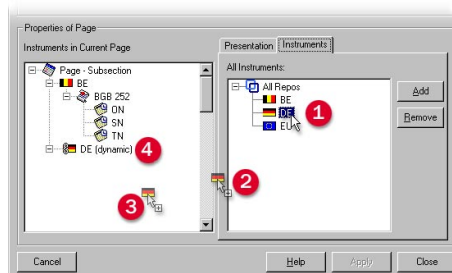 Properties of Page
Instruments in Current Page
Page - Subsection
BE
BGB 252
ON
SN
TN
DE (dynamic)
4
3
2
Presentation
Instruments
All Instruments:
All Repos
BE
DE
EU
1
Add
Remove
Cancel
Help
Apply
Close